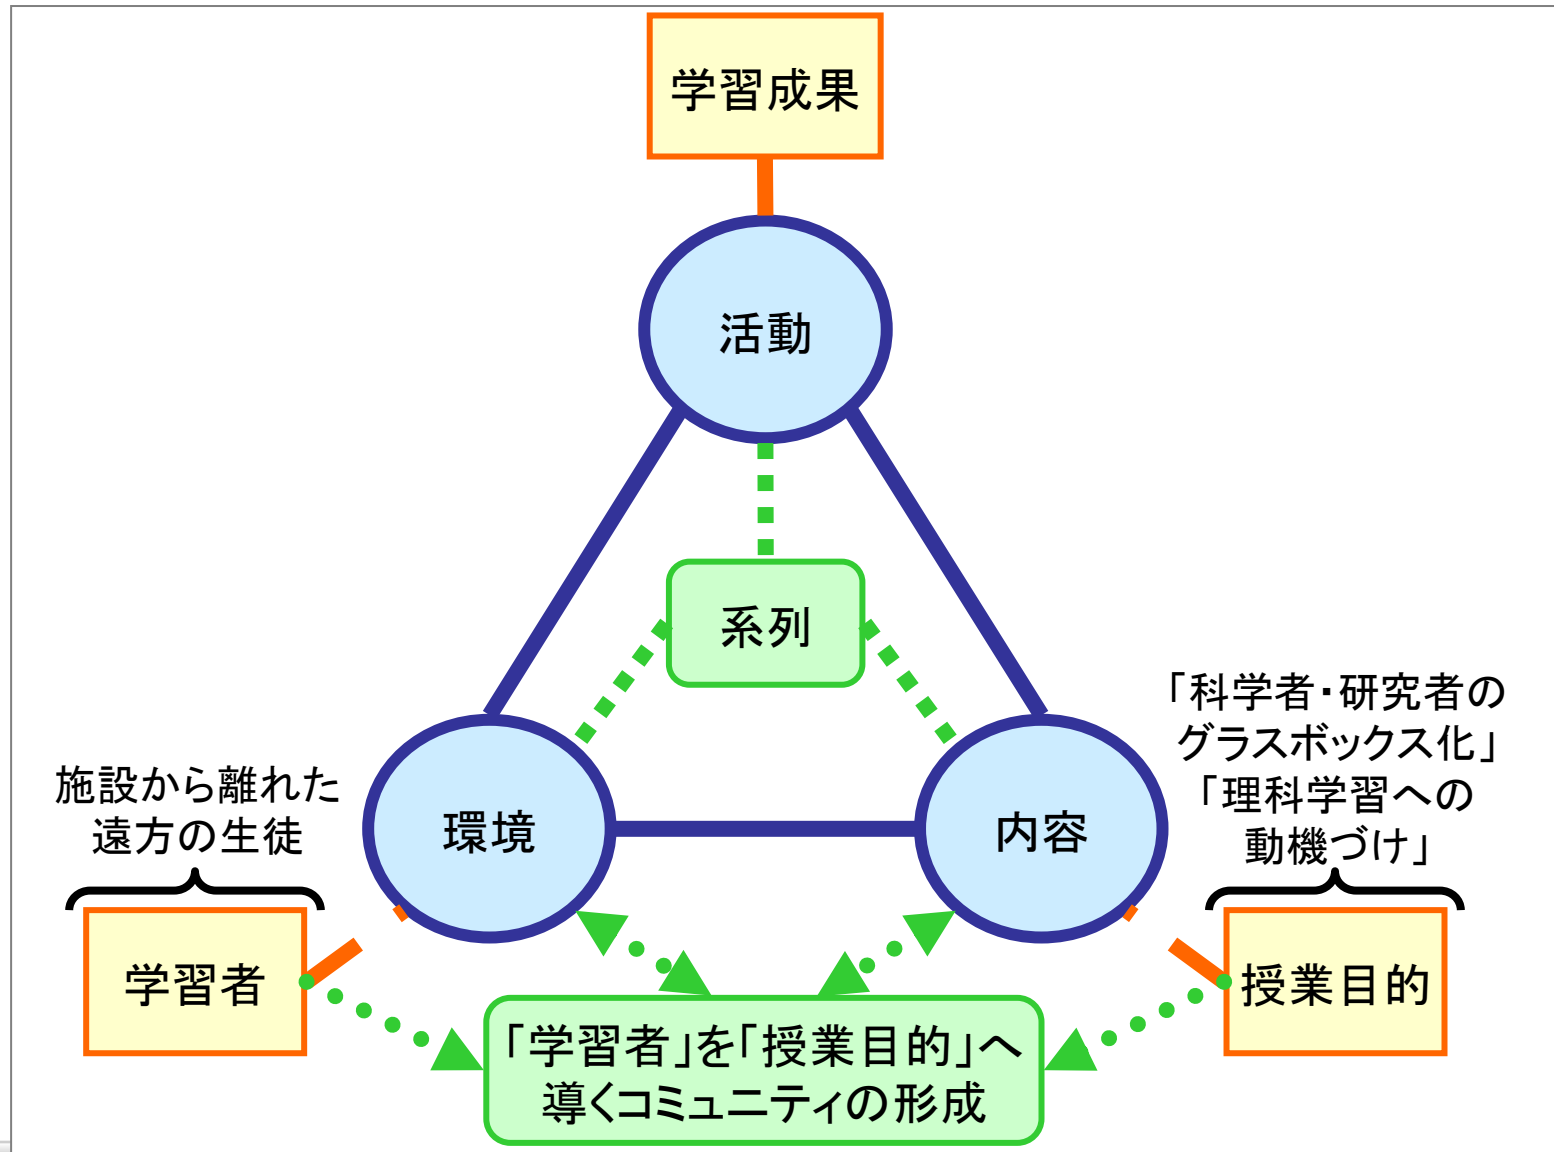 学習成果
活動
系列
「科学者・研究者の
グラスボックス化」
「理科学習への
動機づけ」
施設から離れた
遠方の生徒
環境
内容
学習者
授業目的
「学習者」を「授業目的」へ
導くコミュニティの形成